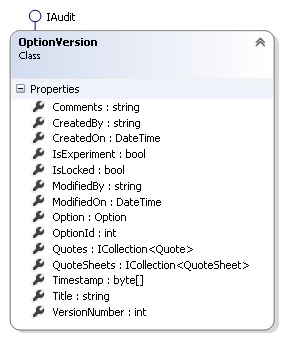 IAudit
OptionVersion
Class
Properties
Comments : string
CreatedBy : string
CreatedOn : DateTime
IsExperiment : bool
IsLocked : bool
ModifiedBy : string
ModifiedOn : DateTime
Option : Option
OptionId : int
Quotes : ICollection<Quote>
QuoteSheets : ICollection<QuoteSheet>
Timestamp : byte[]
Title : string
VersionNumber : int